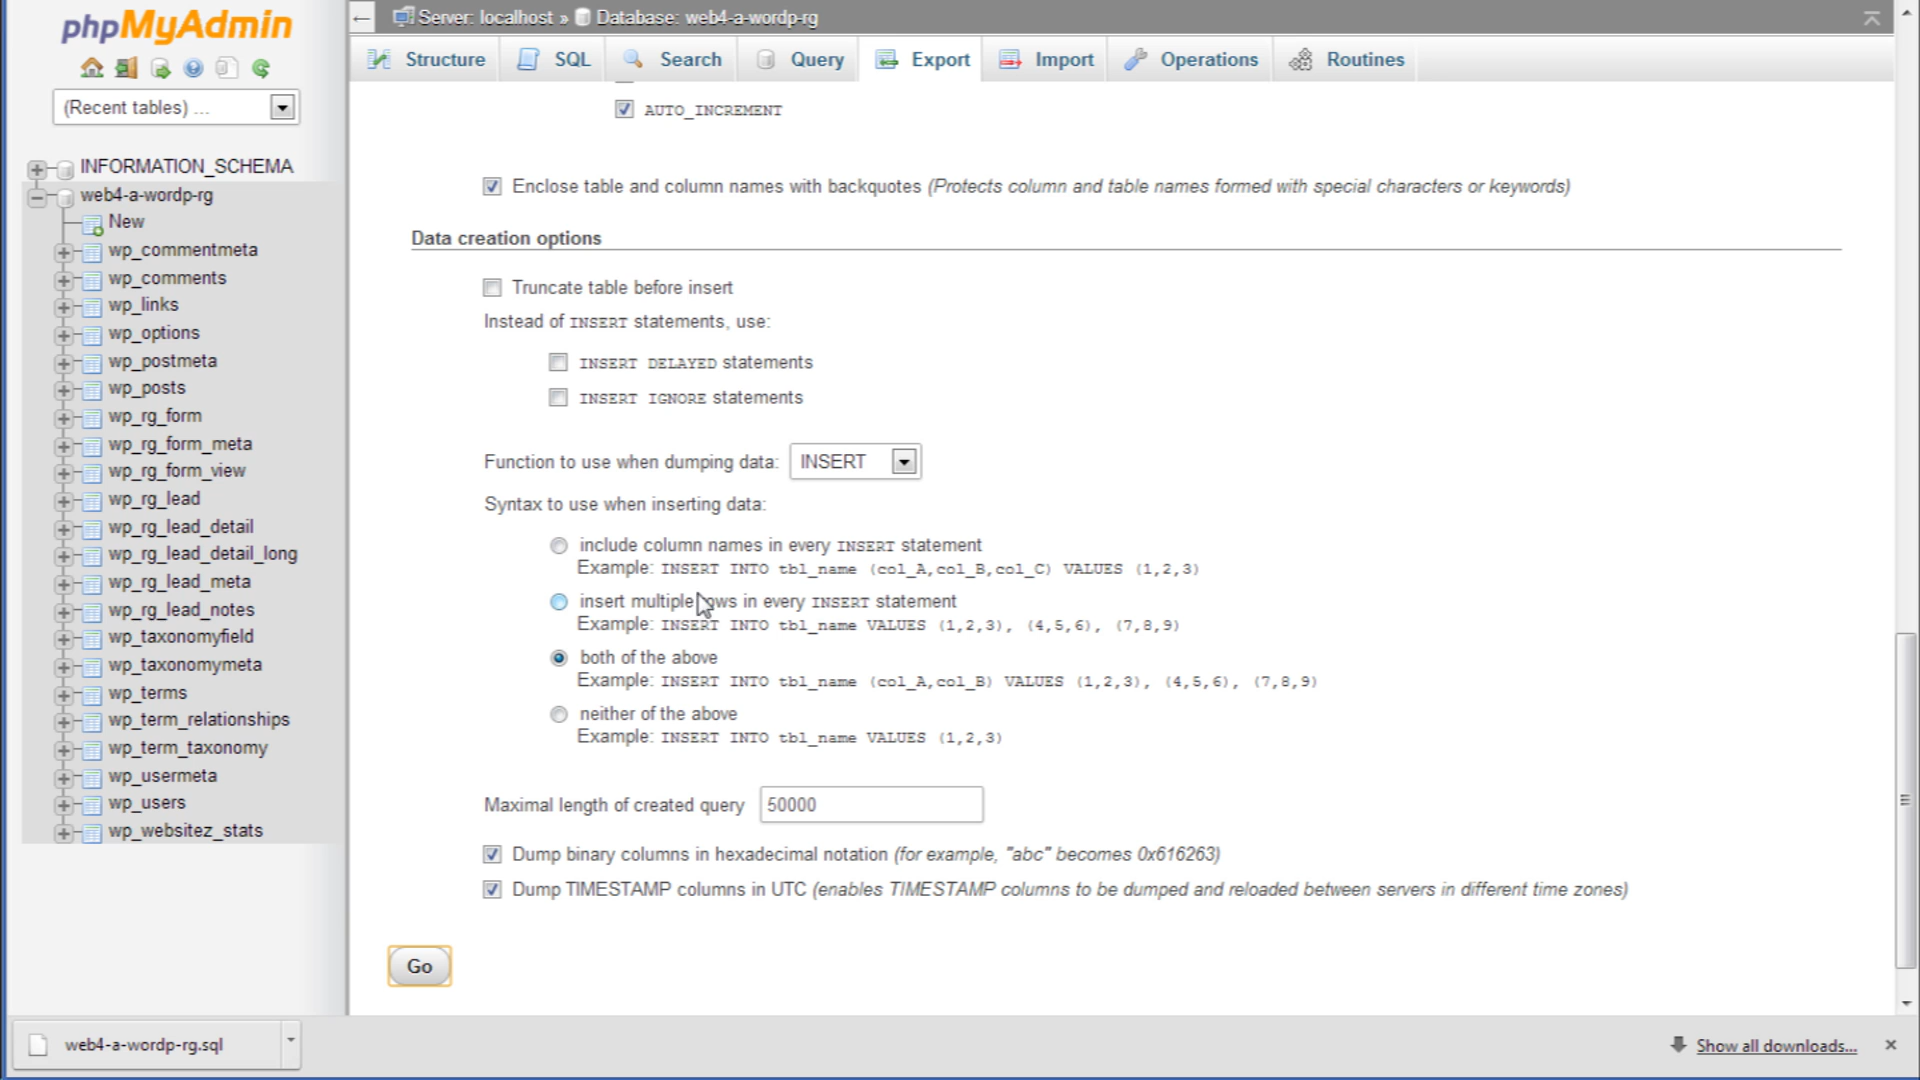 phpMyAdmin
(Recent tables) ...
INFORMATION_SCHEMA
web4-a-wordp-rg
New
wp_commentmeta
wp_comments
wp_links
wp_options
wp_postmeta
wp_posts
wp_rg_form
wp_rg_form_meta
wp_rg_form_view
wp_rg_lead
wp_rg_lead_detail
wp_rg_lead_detail_long
wp_rg_lead_meta
wp_rg_lead_notes
wp_taxonomyfield
wp_taxonomymeta
wp_terms
wp_term_relationships
wp_term_taxonomy
wp_usermeta
wp_users
wp_websitez_stats
Server: localhost » Database: web4-a-wordp-rg
Structure SQL Search Query Export Import Operations Routines
AUTO_INCREMENT
Enclose table and column names with backquotes (Protects column and table names formed with special characters or keywords)
Data creation options
Truncate table before insert
Instead of INSERT statements, use:
INSERT DELAYED statements
INSERT IGNORE statements
Function to use when dumping data: INSERT
Syntax to use when inserting data:
include column names in every INSERT statement
Example: INSERT INTO tbl_name (col_A,col_B,col_C) VALUES (1,2,3)
insert multiple rows in every INSERT statement
Example: INSERT INTO tbl_name VALUES (1,2,3), (4,5,6), (7,8,9)
both of the above
Example: INSERT INTO tbl_name (col_A,col_B) VALUES (1,2,3), (4,5,6), (7,8,9)
neither of the above
Example: INSERT INTO tbl_name VALUES (1,2,3)
Maximal length of created query 50000
Dump binary columns in hexadecimal notation (for example, "abc" becomes 0x616263)
Dump TIMESTAMP columns in UTC (enables TIMESTAMP columns to be dumped and reloaded between servers in different time zones)
Go
web4-a-wordp-rg.sql
Show all downloads...